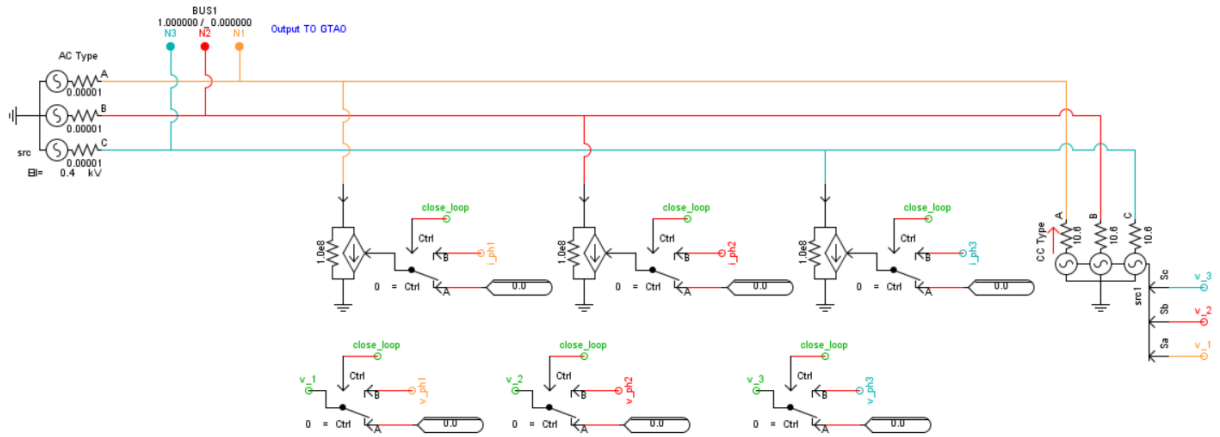 BUS1
1.000000 /_ 0.000000
N3 N2 N1
Output TO GTAO
AC Type
A
0.00001
B
0.00001
C
0.00001
src
El= 0.4 kV
close_loop
Ctrl
B
i_ph1
1.0e8
0 = Ctrl
A
0.0
close_loop
Ctrl
B
i_ph2
1.0e8
0 = Ctrl
A
0.0
close_loop
Ctrl
B
i_ph3
1.0e8
0 = Ctrl
A
0.0
A B C
10.6 10.6 10.6
CC Type
src1
Sc
v_3
Sb
v_2
Sa
v_1
close_loop
v_1
Ctrl
B
v_ph1
0 = Ctrl
A
0.0
close_loop
v_2
Ctrl
B
v_ph2
0 = Ctrl
A
0.0
close_loop
v_3
Ctrl
B
v_ph3
0 = Ctrl
A
0.0